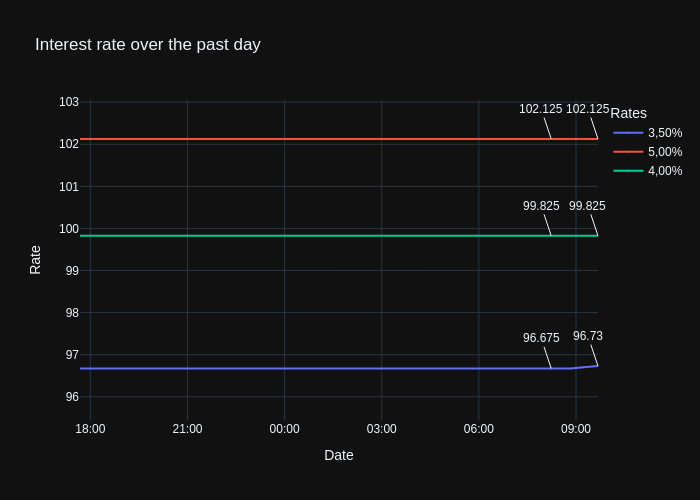 Interest rate over the past day
103
102
101
100
99
98
97
96
Rate
102.125 102.125
99.825 99.825
96.675 96.73
18:00 21:00 00:00 03:00 06:00 09:00
Date
Rates
3,50%
5,00%
4,00%